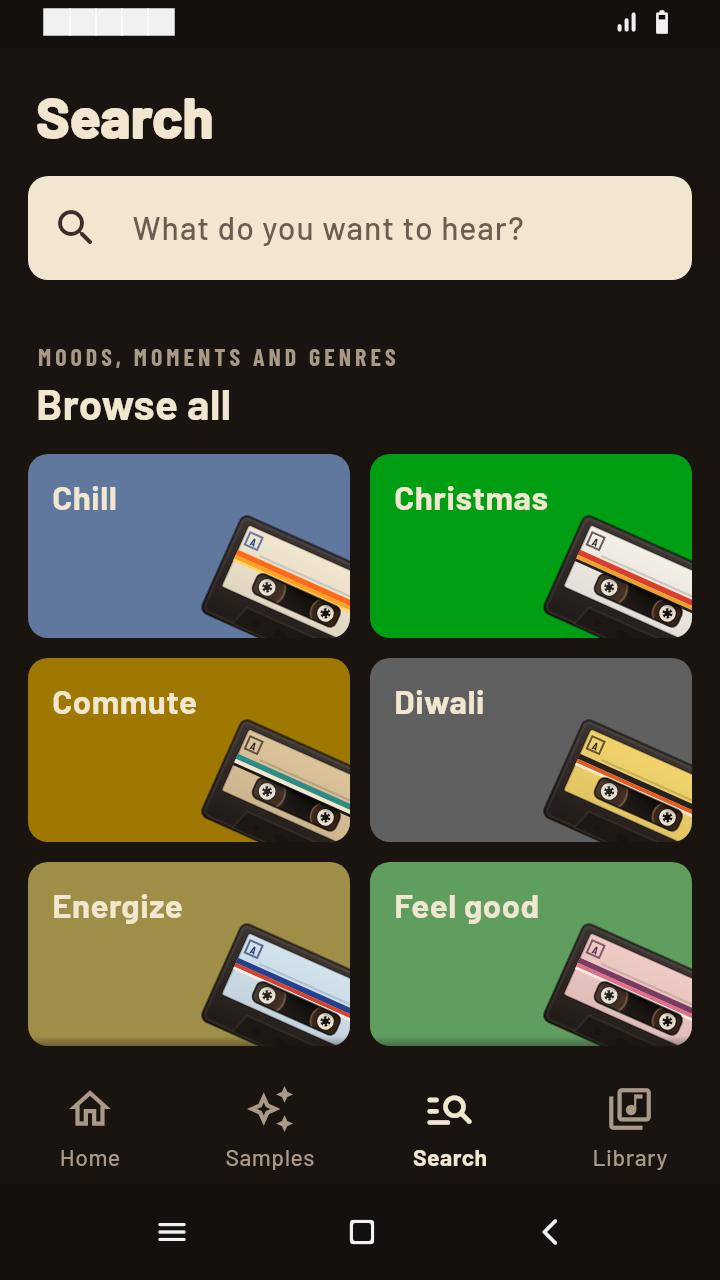 Search
What do you want to hear?
MOODS, MOMENTS AND GENRES
Browse all
Chill
A
Christmas
A
Commute
A
Diwali
A
Energize
A
Feel good
A
Home
Samples
Search
Library